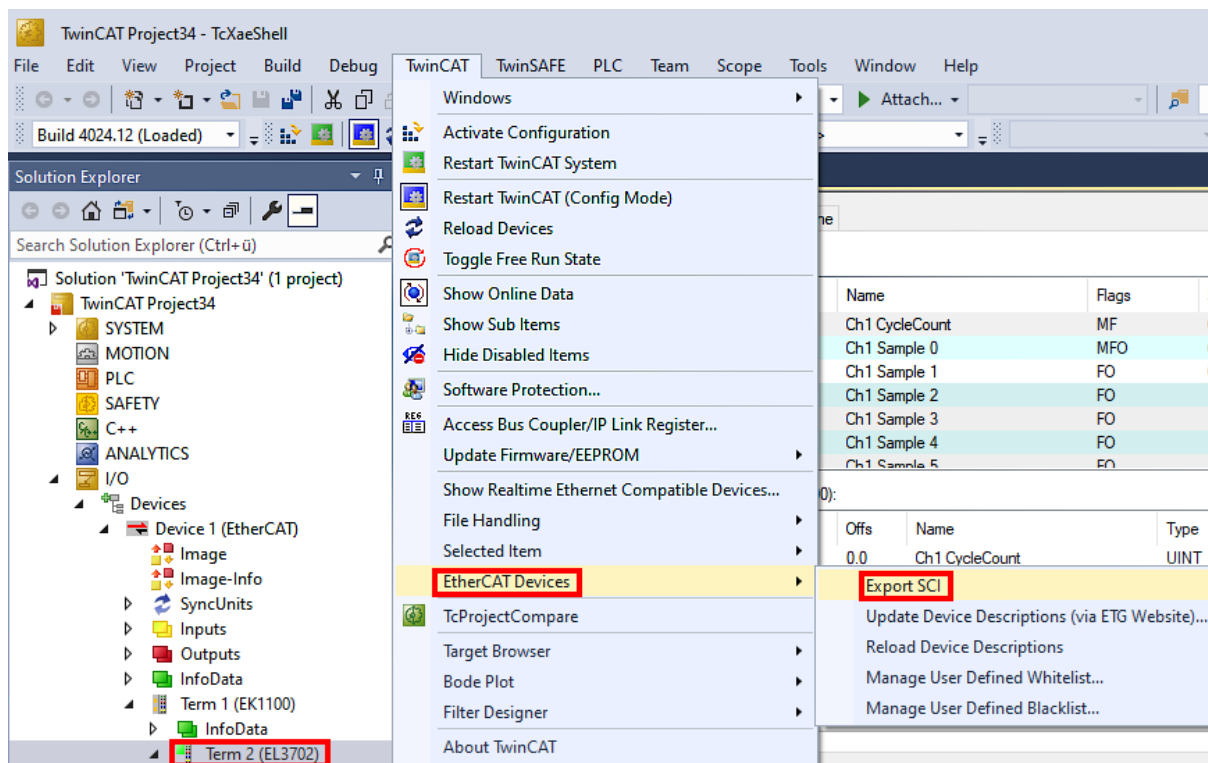 TwinCAT Project34 - TcXaeShell
File Edit View Project Build Debug TwinCAT TwinSAFE PLC Team Scope Tools Window Help
Attach...
Build 4024.12 (Loaded)
Solution Explorer
Search Solution Explorer (Ctrl+ü)
Solution 'TwinCAT Project34' (1 project)
TwinCAT Project34
SYSTEM
MOTION
PLC
SAFETY
C++
ANALYTICS
I/O
Devices
Device 1 (EtherCAT)
Image
Image-Info
SyncUnits
Inputs
Outputs
InfoData
Term 1 (EK1100)
InfoData
Term 2 (EL3702)
Windows
Activate Configuration
Restart TwinCAT System
Restart TwinCAT (Config Mode)
Reload Devices
Toggle Free Run State
Show Online Data
Show Sub Items
Hide Disabled Items
Software Protection...
REG
Access Bus Coupler/IP Link Register...
Update Firmware/EEPROM
Show Realtime Ethernet Compatible Devices...
File Handling
Selected Item
EtherCAT Devices
TcProjectCompare
Target Browser
Bode Plot
Filter Designer
About TwinCAT
Export SCI
Update Device Descriptions (via ETG Website)...
Reload Device Descriptions
Manage User Defined Whitelist...
Manage User Defined Blacklist...
Name Flags
Ch1 CycleCount MF
Ch1 Sample 0 MFO
Ch1 Sample 1 FO
Ch1 Sample 2 FO
Ch1 Sample 3 FO
Ch1 Sample 4 FO
Ch1 Sample 5 FO
Offs Name Type
0.0 Ch1 CycleCount UINT